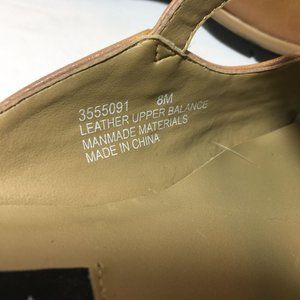 3555091 8M
LEATHER UPPER BALANCE
MANMADE MATERIALS
MADE IN CHINA